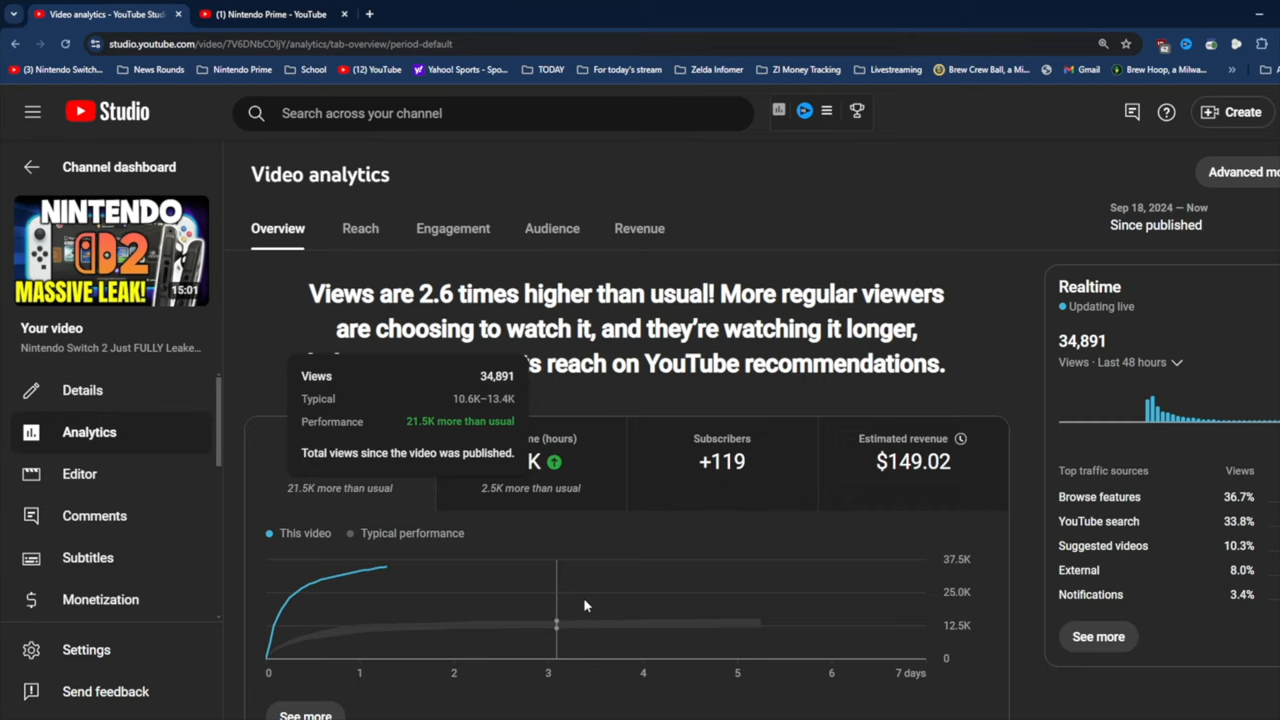 Video analytics - YouTube Stud
(1) Nintendo Prime - YouTube
studio.youtube.com/video/7V6DNbCOIjY/analytics/tab-overview/period-default
(3) Nintendo Switch...
News Rounds
Nintendo Prime
School
(12) YouTube
Yahoo! Sports - Spo...
TODAY
For today's stream
Zelda Informer
ZI Money Tracking
Livestreaming
Brew Crew Ball, a Mi...
Gmail
Brew Hoop, a Milwa...
Studio
Search across your channel
Create
Channel dashboard
NINTENDO
2
MASSIVE LEAK!
15:01
Your video
Nintendo Switch 2 Just FULLY Leake...
Details
Analytics
Editor
Comments
Subtitles
Monetization
Settings
Send feedback
Video analytics
Advanced mo
Overview
Reach
Engagement
Audience
Revenue
Sep 18, 2024 — Now
Since published
Views are 2.6 times higher than usual! More regular viewers
are choosing to watch it, and they're watching it longer,
reach on YouTube recommendations.
Views 34,891
Typical 10.6K–13.4K
Performance 21.5K more than usual
Total views since the video was published.
21.5K more than usual
(hours)
K
2.5K more than usual
Subscribers
+119
Estimated revenue
$149.02
This video
Typical performance
37.5K
25.0K
12.5K
0
0 1 2 3 4 5 6 7 days
See more
Realtime
Updating live
34,891
Views · Last 48 hours
Top traffic sources Views
Browse features 36.7%
YouTube search 33.8%
Suggested videos 10.3%
External 8.0%
Notifications 3.4%
See more